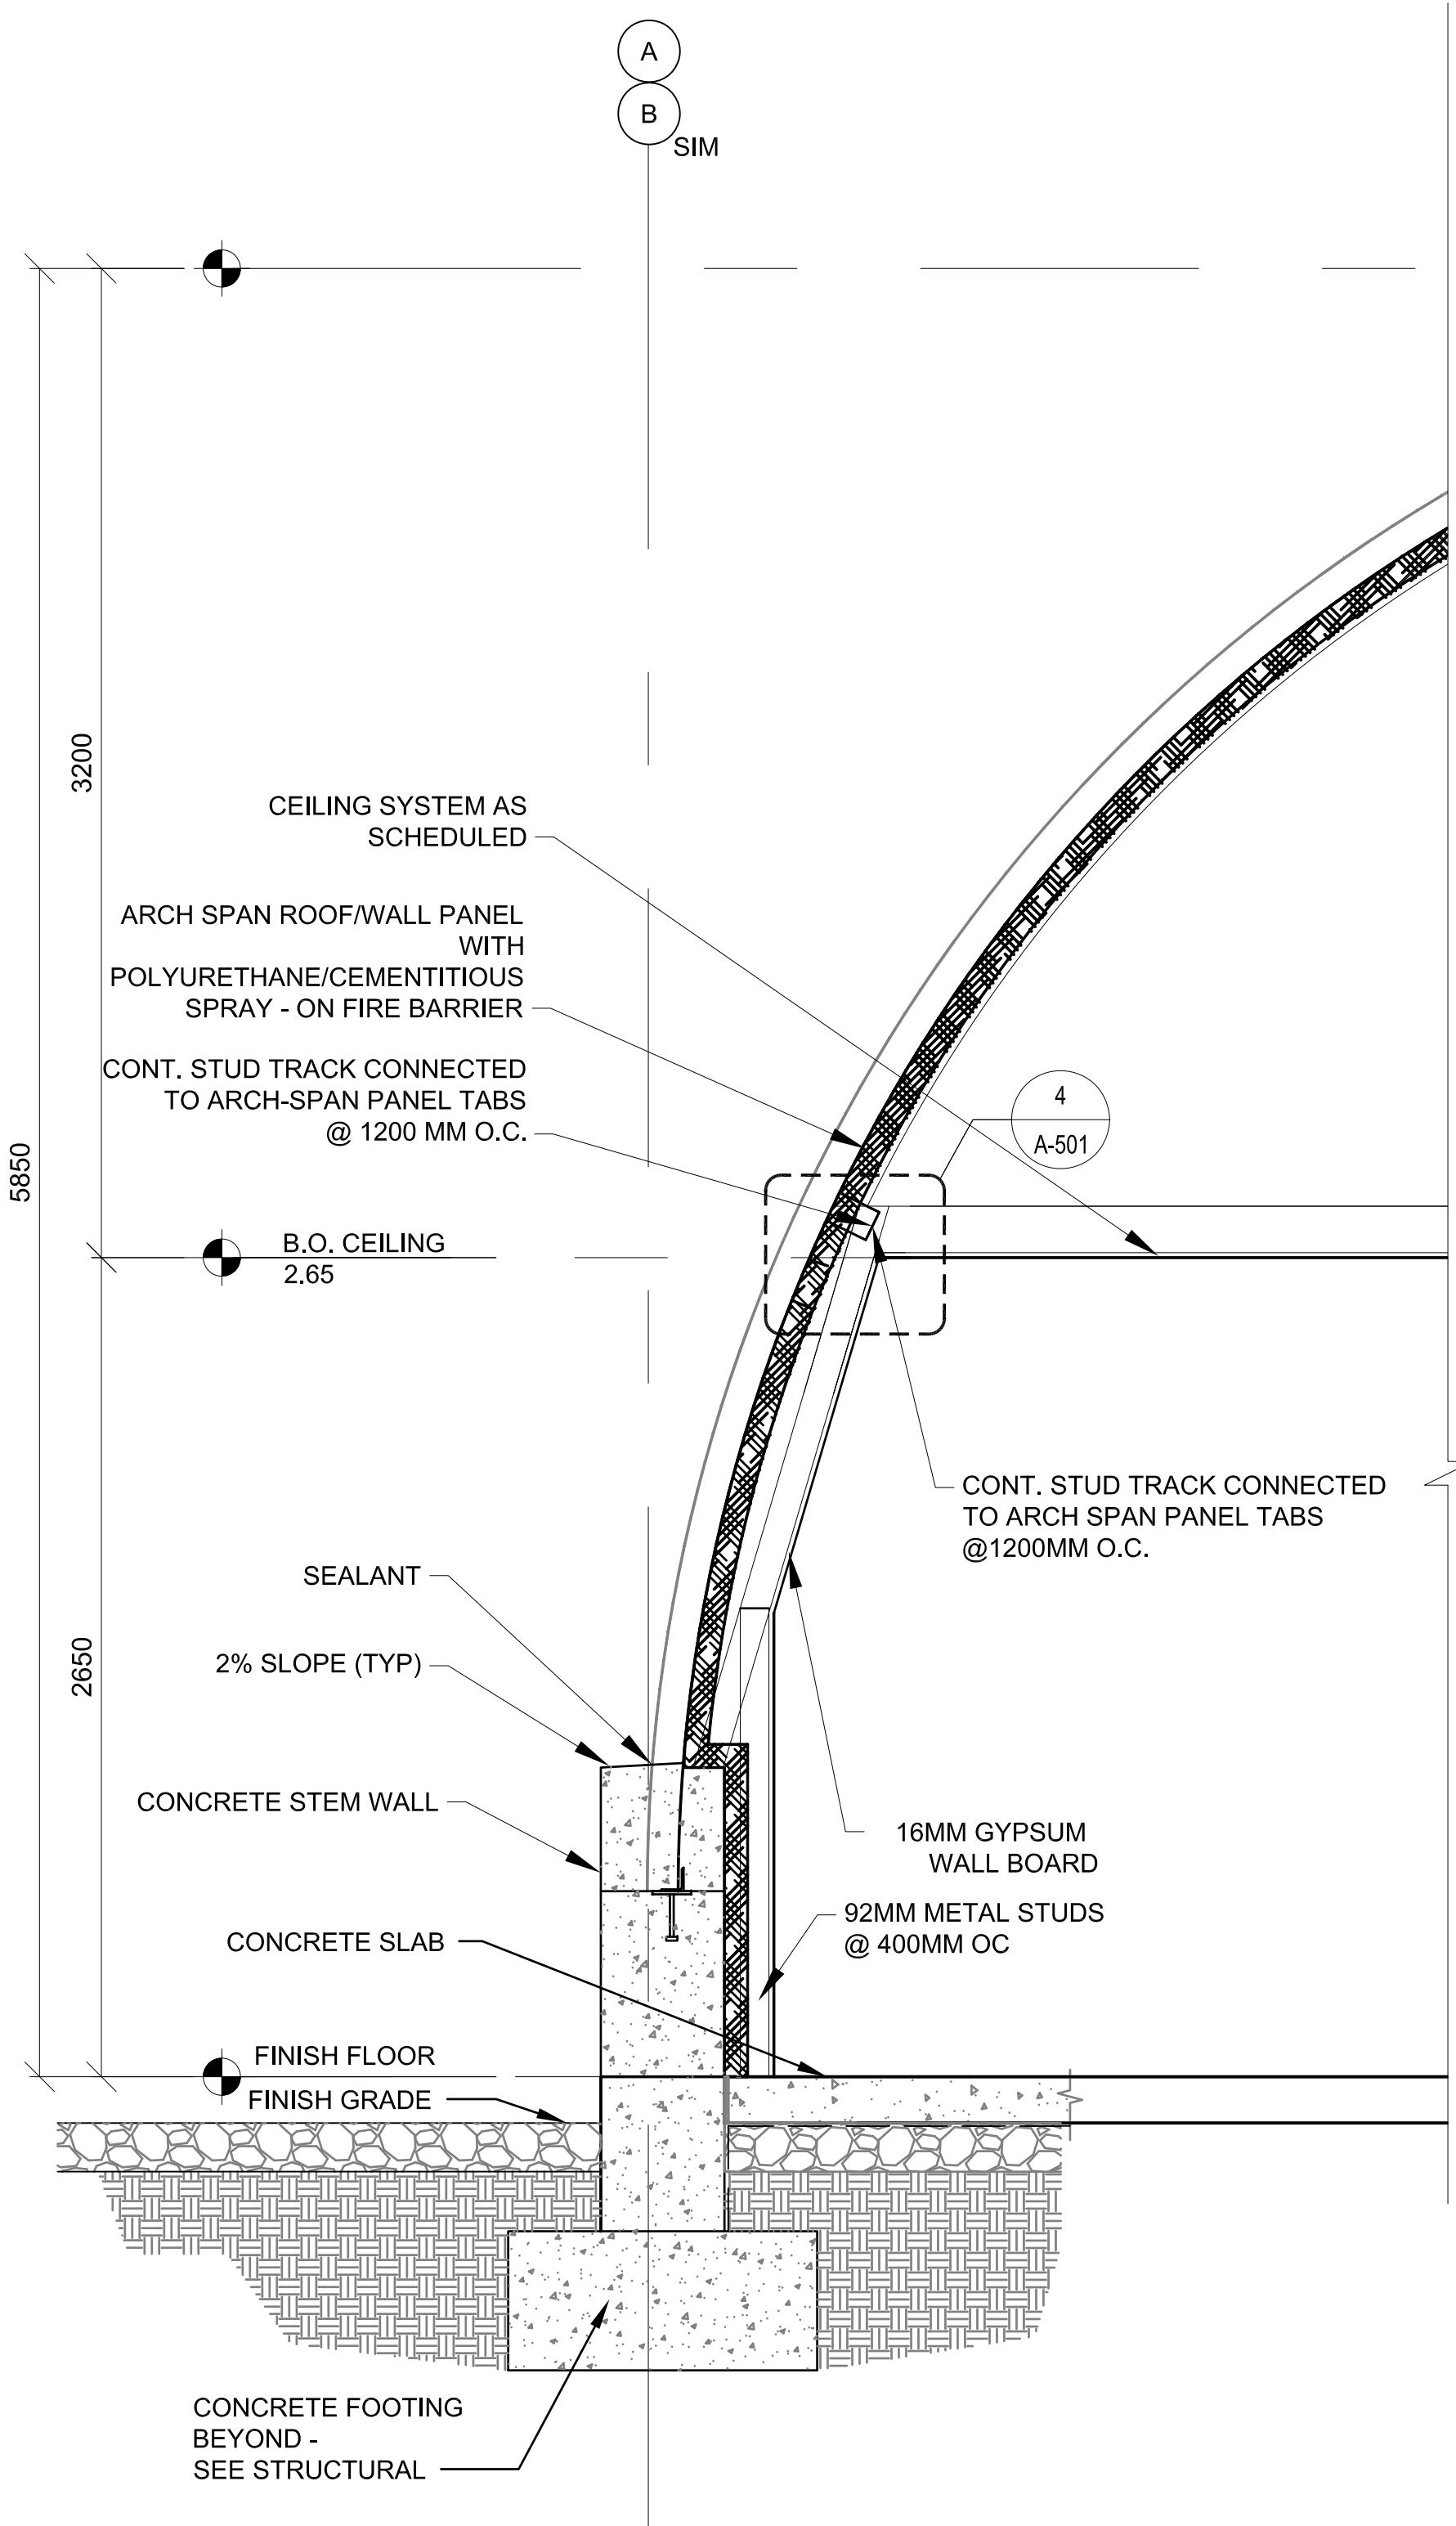 A
B
SIM
3200
5850
2650
CEILING SYSTEM AS
SCHEDULED
ARCH SPAN ROOF/WALL PANEL
WITH
POLYURETHANE/CEMENTITIOUS
SPRAY - ON FIRE BARRIER
CONT. STUD TRACK CONNECTED
TO ARCH-SPAN PANEL TABS
@ 1200 MM O.C.
4
A-501
B.O. CEILING
2.65
CONT. STUD TRACK CONNECTED
TO ARCH SPAN PANEL TABS
@1200MM O.C.
SEALANT
2% SLOPE (TYP)
CONCRETE STEM WALL
16MM GYPSUM
WALL BOARD
92MM METAL STUDS
@ 400MM OC
CONCRETE SLAB
FINISH FLOOR
FINISH GRADE
CONCRETE FOOTING
BEYOND -
SEE STRUCTURAL